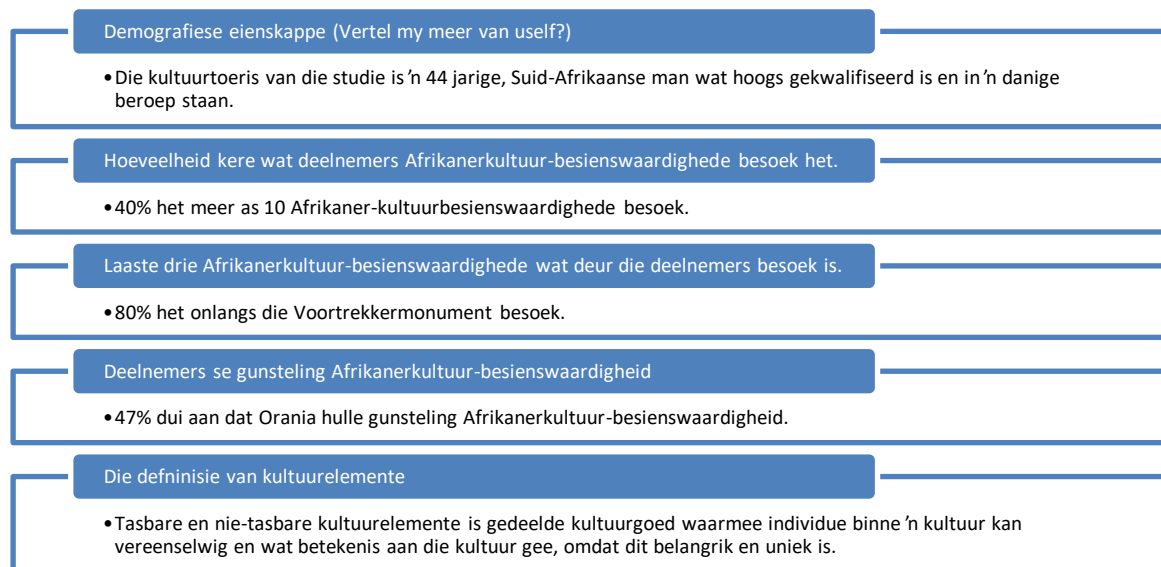 Demografiese eienskappe (Vertel my meer van uself?)
•Die kultuurtoeris van die studie is 'n 44 jarige, Suid-Afrikaanse man wat hoogs gekwalifiseerd is en in 'n danige
beroep staan.
Hoeveelheid kere wat deelnemers Afrikanerkultuur-besienswaardighede besoek het.
•40% het meer as 10 Afrikaner-kultuurbesienswaardighede besoek.
Laaste drie Afrikanerkultuur-besienswaardighede wat deur die deelnemers besoek is.
•80% het onlangs die Voortrekkermonument besoek.
Deelnemers se gunsteling Afrikanerkultuur-besienswaardigheid
•47% dui aan dat Orania hulle gunsteling Afrikanerkultuur-besienswaardigheid.
Die defninisie van kultuurelemente
•Tasbare en nie-tasbare kultuurelemente is gedeelde kultuurgoed waarmee individue binne 'n kultuur kan
vereenselwig en wat betekenis aan die kultuur gee, omdat dit belangrik en uniek is.